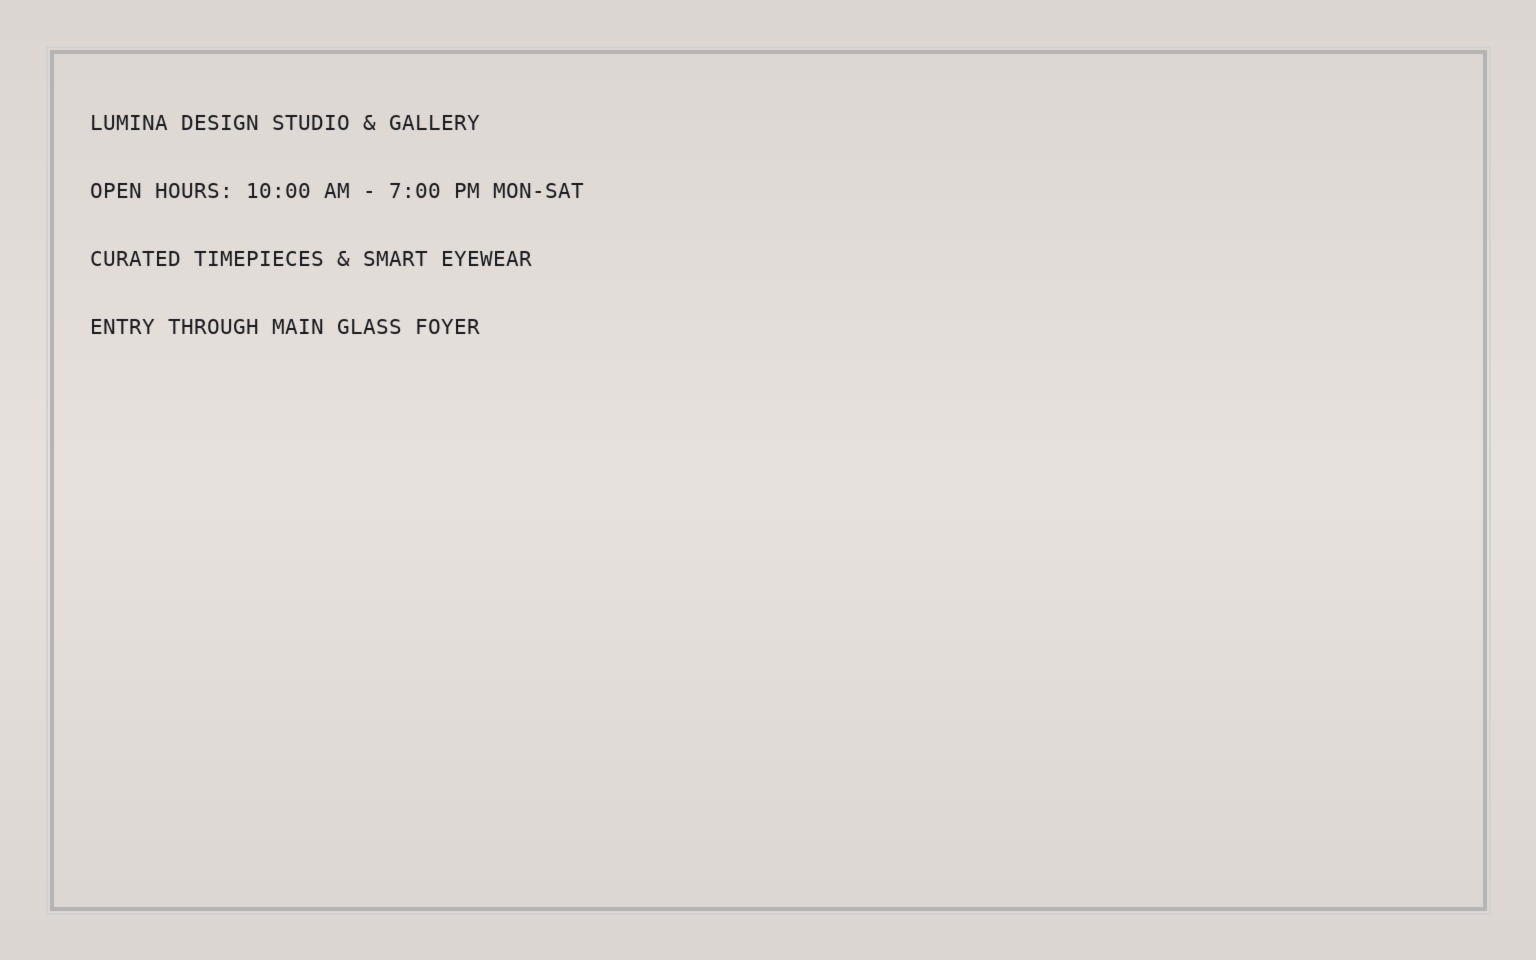 LUMINA DESIGN STUDIO & GALLERY
OPEN HOURS: 10:00 AM - 7:00 PM MON-SAT
CURATED TIMEPIECES & SMART EYEWEAR
ENTRY THROUGH MAIN GLASS FOYER